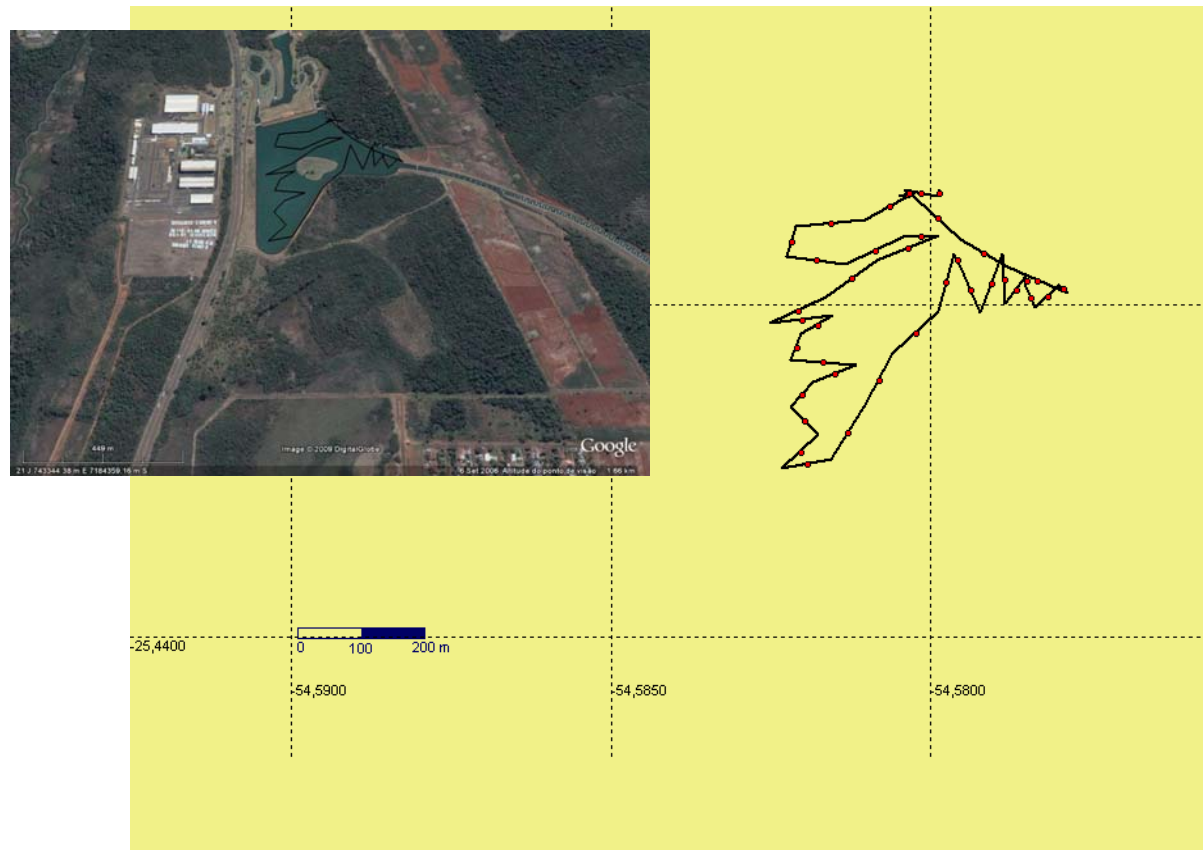 449 m
Image © 2009 DigitalGlobe
Google
21 J 743344.38 m E 7184359.16 m S
6 Set 2006 Altitude do ponto de visão 1.66 km
-25,4400
0 100 200 m
-54,5900 -54,5850 -54,5800